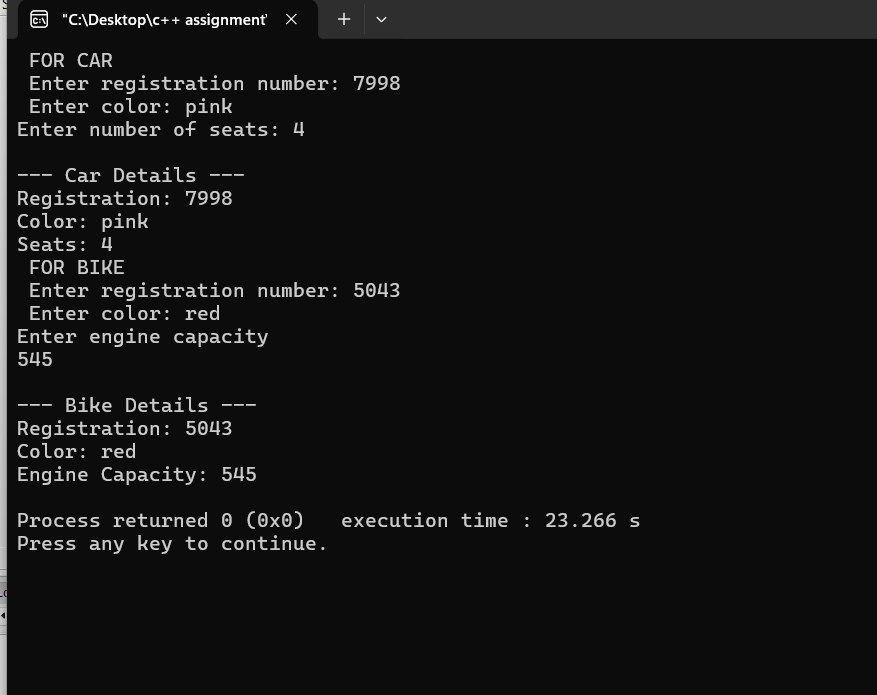 "C:\Desktop\c++ assignment'
FOR CAR
Enter registration number: 7998
Enter color: pink
Enter number of seats: 4
--- Car Details ---
Registration: 7998
Color: pink
Seats: 4
FOR BIKE
Enter registration number: 5043
Enter color: red
Enter engine capacity
545
--- Bike Details ---
Registration: 5043
Color: red
Engine Capacity: 545
Process returned 0 (0x0)   execution time : 23.266 s
Press any key to continue.